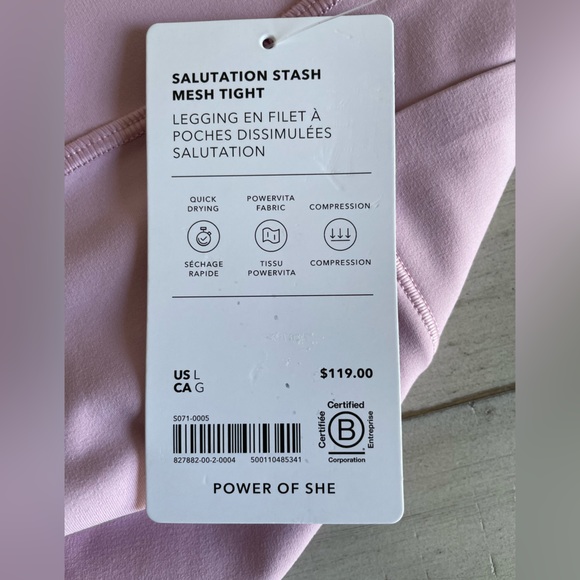 SALUTATION STASH
MESH TIGHT
LEGGING EN FILET À
POCHES DISSIMULÉES
SALUTATION
QUICK
DRYING
POWERVITA
FABRIC
COMPRESSION
SÉCHAGE
RAPIDE
TISSU
POWERVITA
COMPRESSION
US L
CA G
$119.00
S071-0005
827882-00-2-0004 500110485341
Certified
Certifiée
B
Entreprise
Corporation
POWER OF SHE